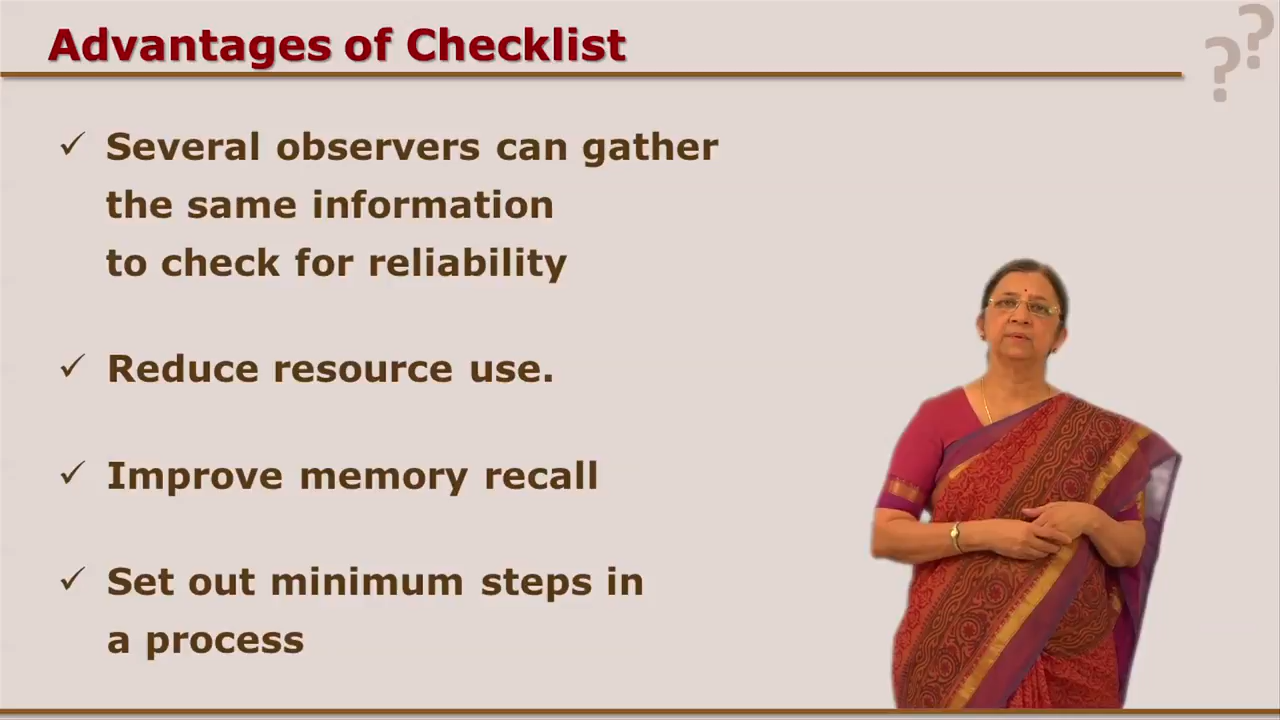 Advantages of Checklist
??
✓ Several observers can gather
the same information
to check for reliability
✓ Reduce resource use.
✓ Improve memory recall
✓ Set out minimum steps in
a process